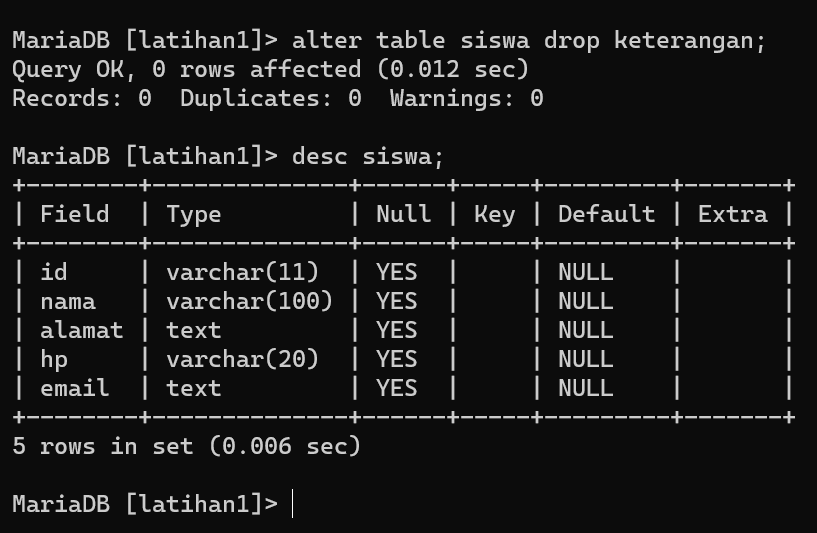 MariaDB [latihan1]> alter table siswa drop keterangan;
Query OK, 0 rows affected (0.012 sec)
Records: 0  Duplicates: 0  Warnings: 0

MariaDB [latihan1]> desc siswa;
+--------+--------------+------+-----+---------+-------+
| Field  | Type         | Null | Key | Default | Extra |
+--------+--------------+------+-----+---------+-------+
| id     | varchar(11)  | YES  |     | NULL    |       |
| nama   | varchar(100) | YES  |     | NULL    |       |
| alamat | text         | YES  |     | NULL    |       |
| hp     | varchar(20)  | YES  |     | NULL    |       |
| email  | text         | YES  |     | NULL    |       |
+--------+--------------+------+-----+---------+-------+
5 rows in set (0.006 sec)

MariaDB [latihan1]>